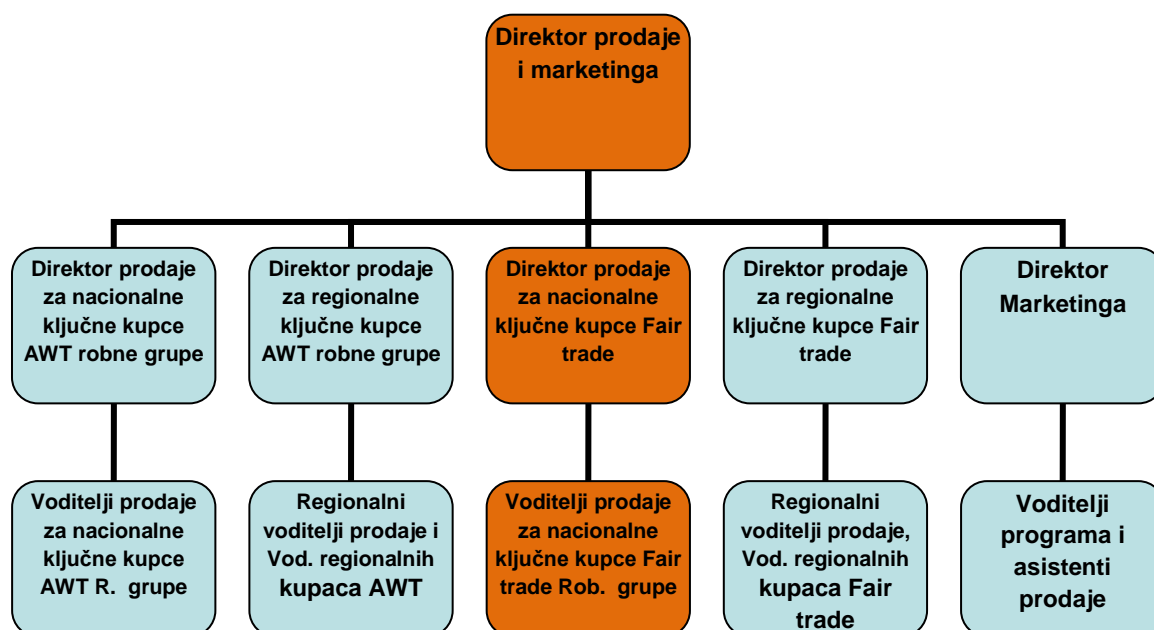 Direktor prodaje
i marketinga
Direktor prodaje
za nacionalne
ključne kupce
AWT robne grupe
Direktor prodaje
za regionalne
ključne kupce
AWT robne grupe
Direktor prodaje
za nacionalne
ključne kupce Fair
trade
Direktor prodaje
za regionalne
ključne kupce Fair
trade
Direktor
Marketinga
Voditelji prodaje
za nacionalne
ključne kupce
AWT R. grupe
Regionalni
voditelji prodaje i
Vod. regionalnih
kupaca AWT
Voditelji prodaje
za nacionalne
ključne kupce Fair
trade Rob. grupe
Regionalni
voditelji prodaje,
Vod. regionalnih
kupaca Fair
trade
Voditelji
programa i
asistenti
prodaje